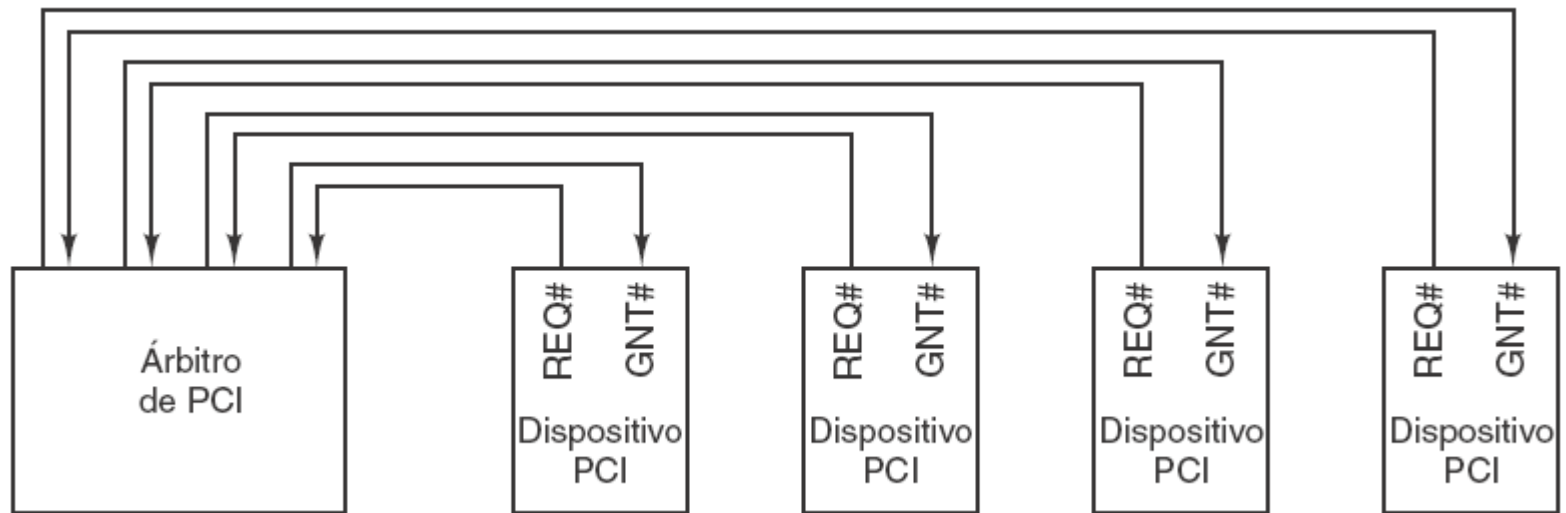 Árbitro
de PCI
REQ#
GNT#
Dispositivo
PCI
REQ#
GNT#
Dispositivo
PCI
REQ#
GNT#
Dispositivo
PCI
REQ#
GNT#
Dispositivo
PCI